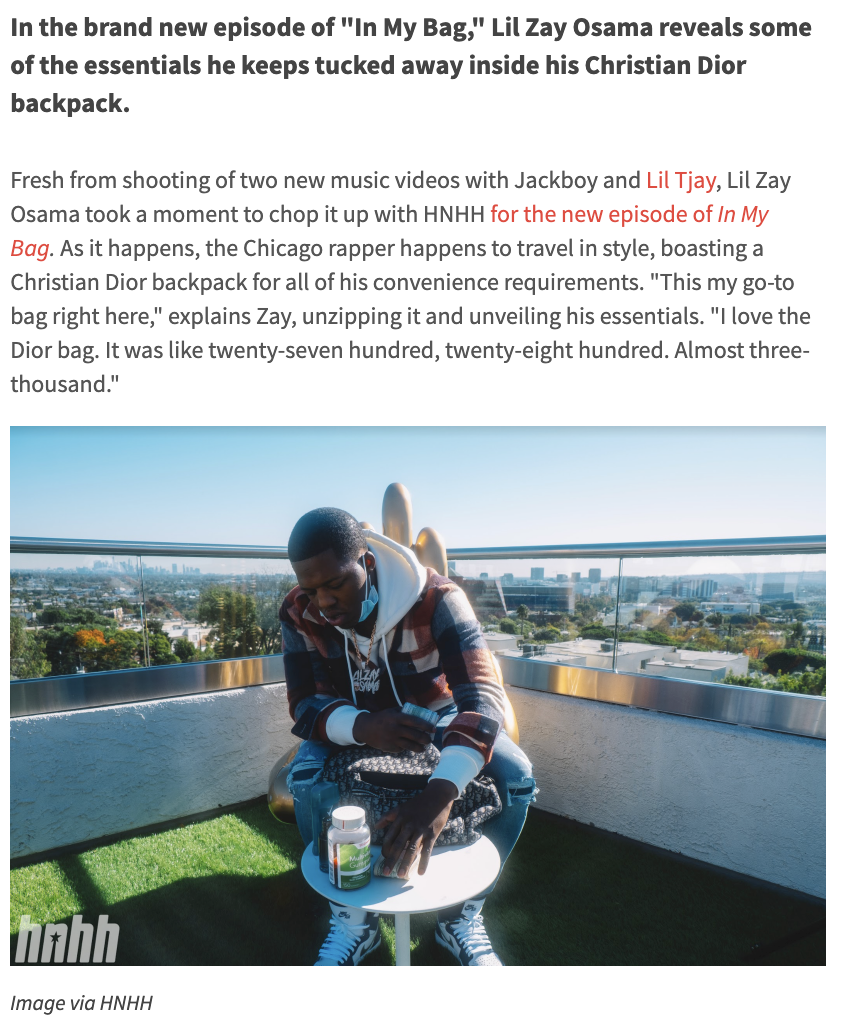 In the brand new episode of "In My Bag," Lil Zay Osama reveals some
of the essentials he keeps tucked away inside his Christian Dior
backpack.
Fresh from shooting of two new music videos with Jackboy and Lil Tjay, Lil Zay
Osama took a moment to chop it up with HNHH for the new episode of In My
Bag. As it happens, the Chicago rapper happens to travel in style, boasting a
Christian Dior backpack for all of his convenience requirements. "This my go-to
bag right here," explains Zay, unzipping it and unveiling his essentials. "I love the
Dior bag. It was like twenty-seven hundred, twenty-eight hundred. Almost three-
thousand."
hnhh
Image via HNHH